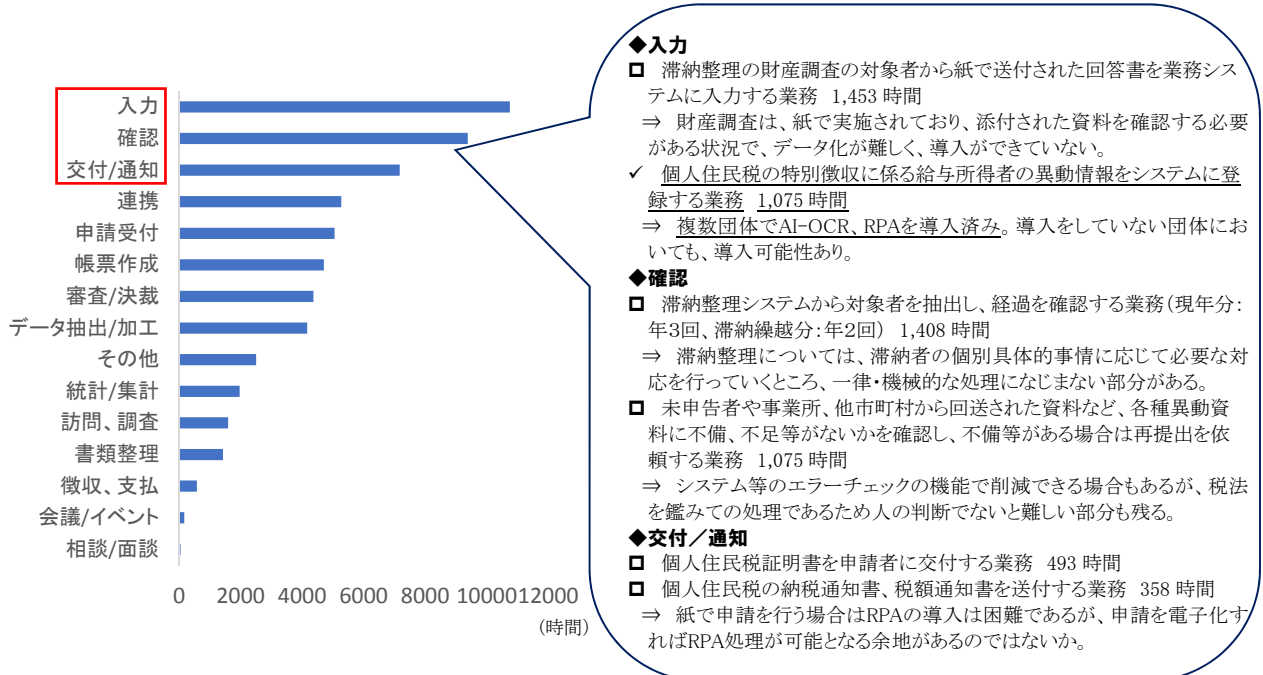 入力
確認
交付/通知
連携
申請受付
帳票作成
審査/決裁
データ抽出/加工
その他
統計/集計
訪問、調査
書類整理
徴収、支払
会議/イベント
相談/面談
0 2000 4000 6000 8000 10000 12000
(時間)
◆入力
□ 滞納整理の財産調査の対象者から紙で送付された回答書を業務シス
テムに入力する業務 1,453 時間
⇒ 財産調査は、紙で実施されており、添付された資料を確認する必要
がある状況で、データ化が難しく、導入ができていない。
✓ 個人住民税の特別徴収に係る給与所得者の異動情報をシステムに登
録する業務 1,075 時間
⇒ 複数団体でAI-OCR、RPAを導入済み。導入をしていない団体にお
いても、導入可能性あり。
◆確認
□ 滞納整理システムから対象者を抽出し、経過を確認する業務(現年分:
年3回、滞納繰越分:年2回) 1,408 時間
⇒ 滞納整理については、滞納者の個別具体的事情に応じて必要な対
応を行っていくところ、一律・機械的な処理になじまない部分がある。
□ 未申告者や事業所、他市町村から回送された資料など、各種異動資
料に不備、不足等がないかを確認し、不備等がある場合は再提出を依
頼する業務 1,075 時間
⇒ システム等のエラーチェックの機能で削減できる場合もあるが、税法
を鑑みての処理であるため人の判断でないと難しい部分も残る。
◆交付/通知
□ 個人住民税証明書を申請者に交付する業務 493 時間
□ 個人住民税の納税通知書、税額通知書を送付する業務 358 時間
⇒ 紙で申請を行う場合はRPAの導入は困難であるが、申請を電子化す
ればRPA処理が可能となる余地があるのではないか。